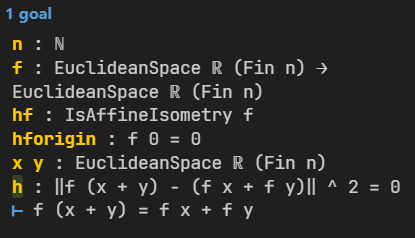 1 goal
n : ℕ
f : EuclideanSpace ℝ (Fin n) →
EuclideanSpace ℝ (Fin n)
hf : IsAffineIsometry f
hforigin : f 0 = 0
x y : EuclideanSpace ℝ (Fin n)
h : ‖f (x + y) - (f x + f y)‖ ^ 2 = 0
⊢ f (x + y) = f x + f y